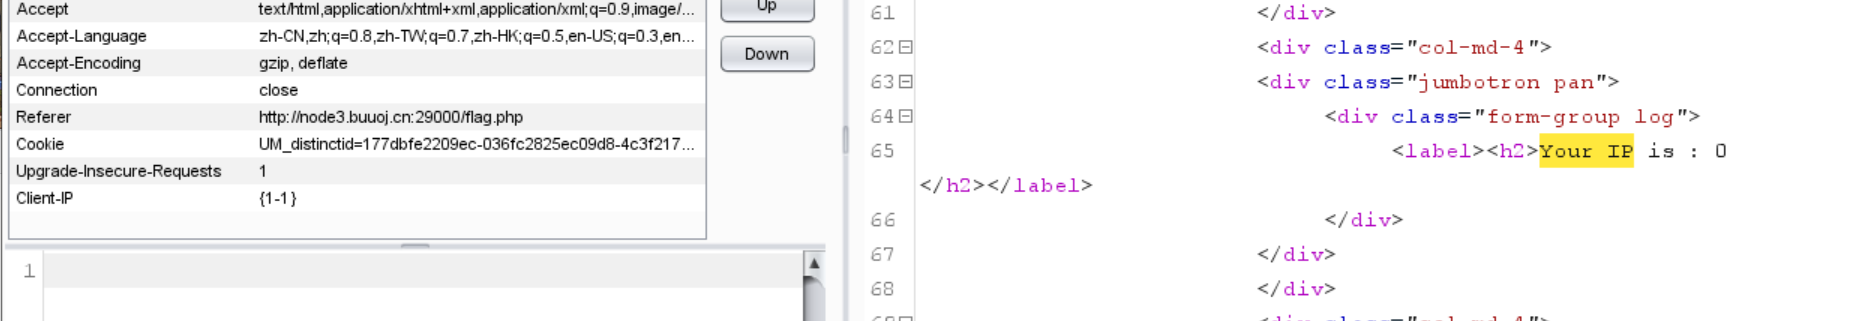 Accept text/html,application/xhtml+xml,application/xml;q=0.9,image/...
Accept-Language zh-CN,zh;q=0.8,zh-TW;q=0.7,zh-HK;q=0.5,en-US;q=0.3,en...
Accept-Encoding gzip, deflate
Connection close
Referer http://node3.buuoj.cn:29000/flag.php
Cookie UM_distinctid=177dbfe2209ec-036fc2825ec09d8-4c3f217...
Upgrade-Insecure-Requests 1
Client-IP {1-1}
Up
Down
1
61 </div>
62 <div class="col-md-4">
63 <div class="jumbotron pan">
64 <div class="form-group log">
65 <label><h2>Your IP is : 0
</h2></label>
66 </div>
67 </div>
68 </div>
<div class="col-md-4">